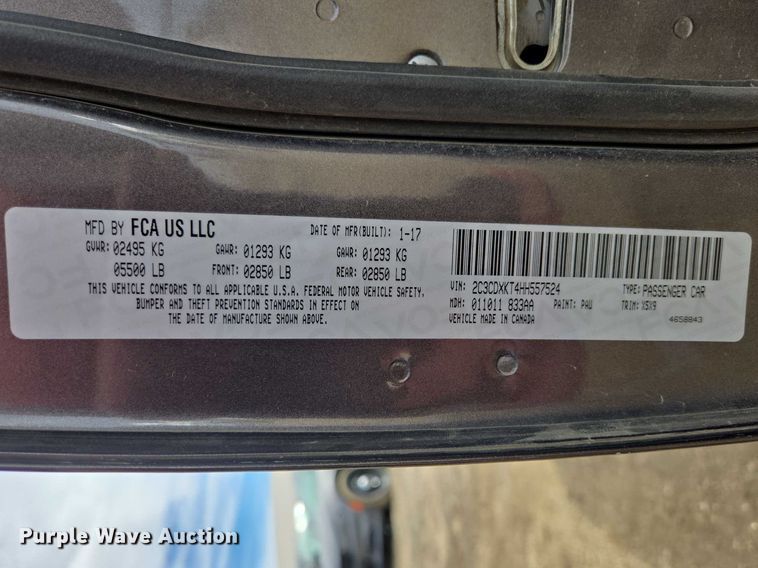 MFD BY FCA US LLC DATE OF MFR(BUILT): 1-17
GVWR: 02495 KG GAWR: 01293 KG GAWR: 01293 KG
05500 LB FRONT: 02850 LB REAR: 02850 LB
THIS VEHICLE CONFORMS TO ALL APPLICABLE U.S.A. FEDERAL MOTOR VEHICLE SAFETY,
BUMPER AND THEFT PREVENTION STANDARDS IN EFFECT ON
THE DATE OF MANUFACTURE SHOWN ABOVE.
VIN: 2C3CDXKT4HH557524 TYPE: PASSENGER CAR
MDH: 011011 833AA PAINT: PAU TRIM: X5X9
VEHICLE MADE IN CANADA 4658843
Purple Wave Auction